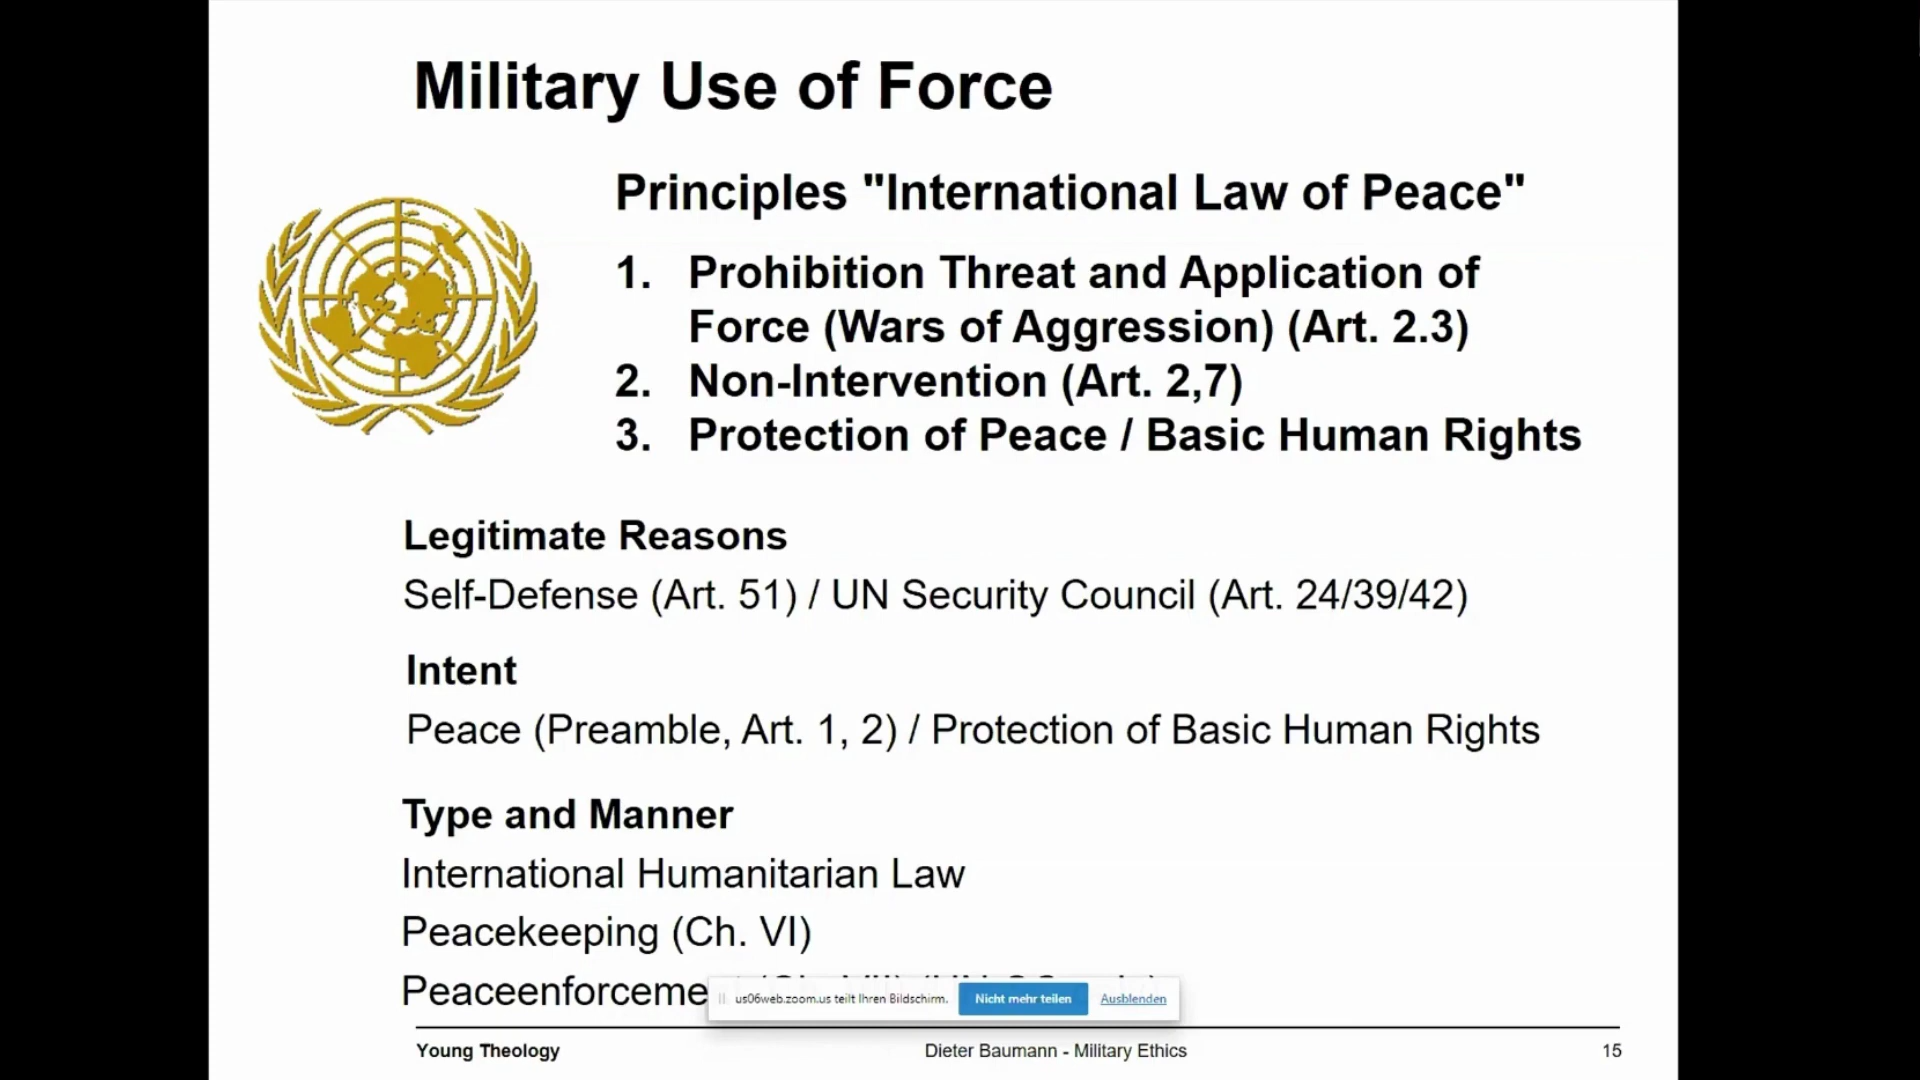 Military Use of Force
Principles "International Law of Peace"
1. Prohibition Threat and Application of
Force (Wars of Aggression) (Art. 2.3)
2. Non-Intervention (Art. 2,7)
3. Protection of Peace / Basic Human Rights
Legitimate Reasons
Self-Defense (Art. 51) / UN Security Council (Art. 24/39/42)
Intent
Peace (Preamble, Art. 1, 2) / Protection of Basic Human Rights
Type and Manner
International Humanitarian Law
Peacekeeping (Ch. VI)
us06web.zoom.us teilt Ihren Bildschirm. Nicht mehr teilen Ausblenden
Young Theology Dieter Baumann - Military Ethics 15